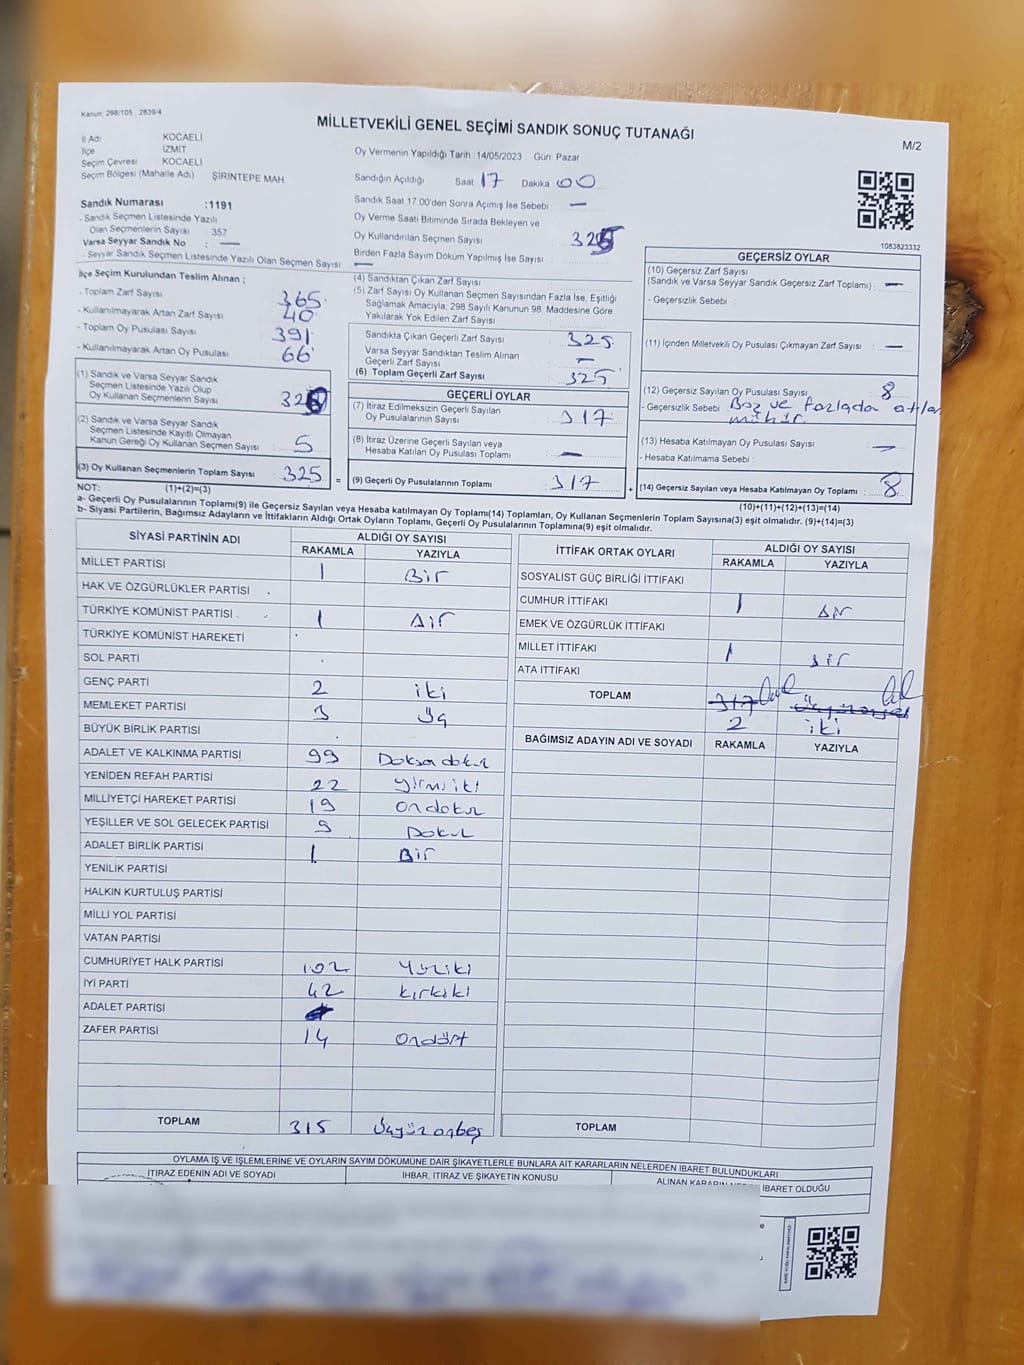 Kanun: 298/105 , 2839/4
MİLLETVEKİLİ GENEL SEÇİMİ SANDIK SONUÇ TUTANAĞI
M/2
İl Adı KOCAELİ
İlçe İZMİT
Seçim Çevresi KOCAELİ
Seçim Bölgesi (Mahalle Adı) ŞİRİNTEPE MAH.
Oy Vermenin Yapıldığı Tarih 14/05/2023 Gün Pazar
Sandığın Açıldığı Saat 17 Dakika 00
Sandık Saat 17.00'den Sonra Açılmış İse Sebebi : —
Oy Verme Saati Bitiminde Sırada Bekleyen ve
Oy Kullandırılan Seçmen Sayısı 325
Birden Fazla Sayım Döküm Yapılmış İse Sayısı
Sandık Numarası :1191
- Sandık Seçmen Listesinde Yazılı
Olan Seçmenlerin Sayısı 357
Varsa Seyyar Sandık No : —
- Seyyar Sandık Seçmen Listesinde Yazılı Olan Seçmen Sayısı : —
İlçe Seçim Kurulundan Teslim Alınan ;
- Toplam Zarf Sayısı 365
- Kullanılmayarak Artan Zarf Sayısı 40
- Toplam Oy Pusulası Sayısı 391
- Kullanılmayarak Artan Oy Pusulası 66
(1) Sandık ve Varsa Seyyar Sandık
Seçmen Listesinde Yazılı Olup
Oy Kullanan Seçmenlerin Sayısı 320
(2) Sandık ve Varsa Seyyar Sandık
Seçmen Listesinde Kayıtlı Olmayan
Kanun Gereği Oy Kullanan Seçmen Sayısı 5
(3) Oy Kullanan Seçmenlerin Toplam Sayısı 325 =
(4) Sandıktan Çıkan Zarf Sayısı
(5) Zarf Sayısı Oy Kullanan Seçmen Sayısından Fazla İse, Eşitliği
Sağlamak Amacıyla; 298 Sayılı Kanunun 98. Maddesine Göre
Yakılarak Yok Edilen Zarf Sayısı
Sandıkta Çıkan Geçerli Zarf Sayısı 325
Varsa Seyyar Sandıktan Teslim Alınan
Geçerli Zarf Sayısı —
(6) Toplam Geçerli Zarf Sayısı 325
GEÇERLİ OYLAR
(7) İtiraz Edilmeksizin Geçerli Sayılan
Oy Pusulalarının Sayısı 317
(8) İtiraz Üzerine Geçerli Sayılan veya
Hesaba Katılan Oy Pusulası Toplamı —
(9) Geçerli Oy Pusulalarının Toplamı 317 +
1083823332
GEÇERSİZ OYLAR
(10) Geçersiz Zarf Sayısı
(Sandık ve Varsa Seyyar Sandık Geçersiz Zarf Toplamı) : —
- Geçersizlik Sebebi :
(11) İçinden Milletvekili Oy Pusulası Çıkmayan Zarf Sayısı : —
(12) Geçersiz Sayılan Oy Pusulası Sayısı 8
- Geçersizlik Sebebi : Boz ve fazladan atılan
mühür.
(13) Hesaba Katılmayan Oy Pusulası Sayısı —
- Hesaba Katılmama Sebebi :
(14) Geçersiz Sayılan veya Hesaba Katılmayan Oy Toplamı : 8
NOT: (1)+(2)=(3) (10)+(11)+(12)+(13)=(14)
a- Geçerli Oy Pusulalarının Toplamı(9) ile Geçersiz Sayılan veya Hesaba katılmayan Oy Toplamı(14) Toplamları, Oy Kullanan Seçmenlerin Toplam Sayısına(3) eşit olmalıdır. (9)+(14)=(3)
b- Siyasi Partilerin, Bağımsız Adayların ve İttifakların Aldığı Ortak Oyların Toplamı, Geçerli Oy Pusulalarının Toplamına(9) eşit olmalıdır.
SİYASİ PARTİNİN ADI ALDIĞI OY SAYISI
RAKAMLA YAZIYLA
MİLLET PARTİSİ 1 Bir
HAK VE ÖZGÜRLÜKLER PARTİSİ
TÜRKİYE KOMÜNİST PARTİSİ 1 Bir
TÜRKİYE KOMÜNİST HAREKETİ
SOL PARTİ
GENÇ PARTİ 2 iki
MEMLEKET PARTİSİ 3 Üç
BÜYÜK BİRLİK PARTİSİ
ADALET VE KALKINMA PARTİSİ 99 Doksadokuz
YENİDEN REFAH PARTİSİ 22 Yirmi iki
MİLLİYETÇİ HAREKET PARTİSİ 19 Ondokuz
YEŞİLLER VE SOL GELECEK PARTİSİ 9 Dokuz
ADALET BİRLİK PARTİSİ 1 Bir
YENİLİK PARTİSİ
HALKIN KURTULUŞ PARTİSİ
MİLLİ YOL PARTİSİ
VATAN PARTİSİ
CUMHURİYET HALK PARTİSİ 102 Yüziki
İYİ PARTİ 42 Kırkiki
ADALET PARTİSİ
ZAFER PARTİSİ 14 Ondört
TOPLAM 315 Üçyüzonbeş
İTTİFAK ORTAK OYLARI ALDIĞI OY SAYISI
RAKAMLA YAZIYLA
SOSYALİST GÜÇ BİRLİĞİ İTTİFAKI
CUMHUR İTTİFAKI 1 Bir
EMEK VE ÖZGÜRLÜK İTTİFAKI
MİLLET İTTİFAKI 1 Bir
ATA İTTİFAKI
TOPLAM 317
2 iki
BAĞIMSIZ ADAYIN ADI VE SOYADI RAKAMLA YAZIYLA
TOPLAM
OYLAMA İŞ VE İŞLEMLERİNE VE OYLARIN SAYIM DÖKÜMÜNE DAİR ŞİKAYETLERLE BUNLARA AİT KARARLARIN NELERDEN İBARET BULUNDUKLARI
İTİRAZ EDENİN ADI VE SOYADI İHBAR, İTİRAZ VE ŞİKAYETİN KONUSU ALINAN KARARIN NEDEN İBARET OLDUĞU